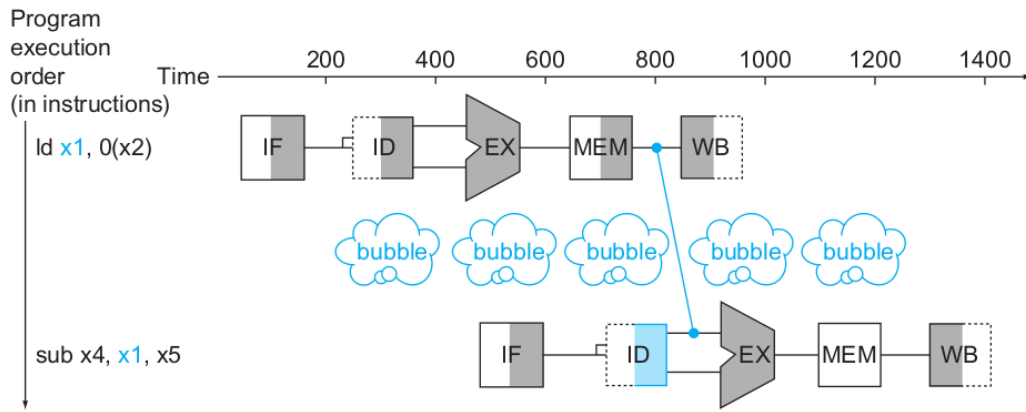 Program
execution
order
(in instructions)
Time
200 400 600 800 1000 1200 1400
ld x1, 0(x2)
IF ID EX MEM WB
bubble bubble bubble bubble bubble
sub x4, x1, x5
IF ID EX MEM WB